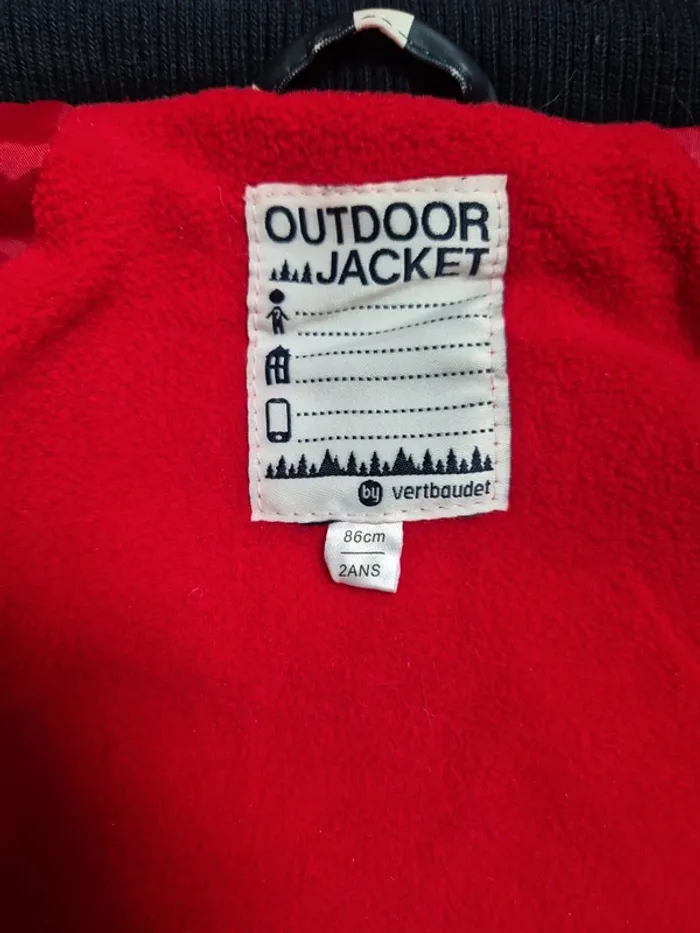 OUTDOOR
JACKET
by vertbaudet
86cm
2ANS